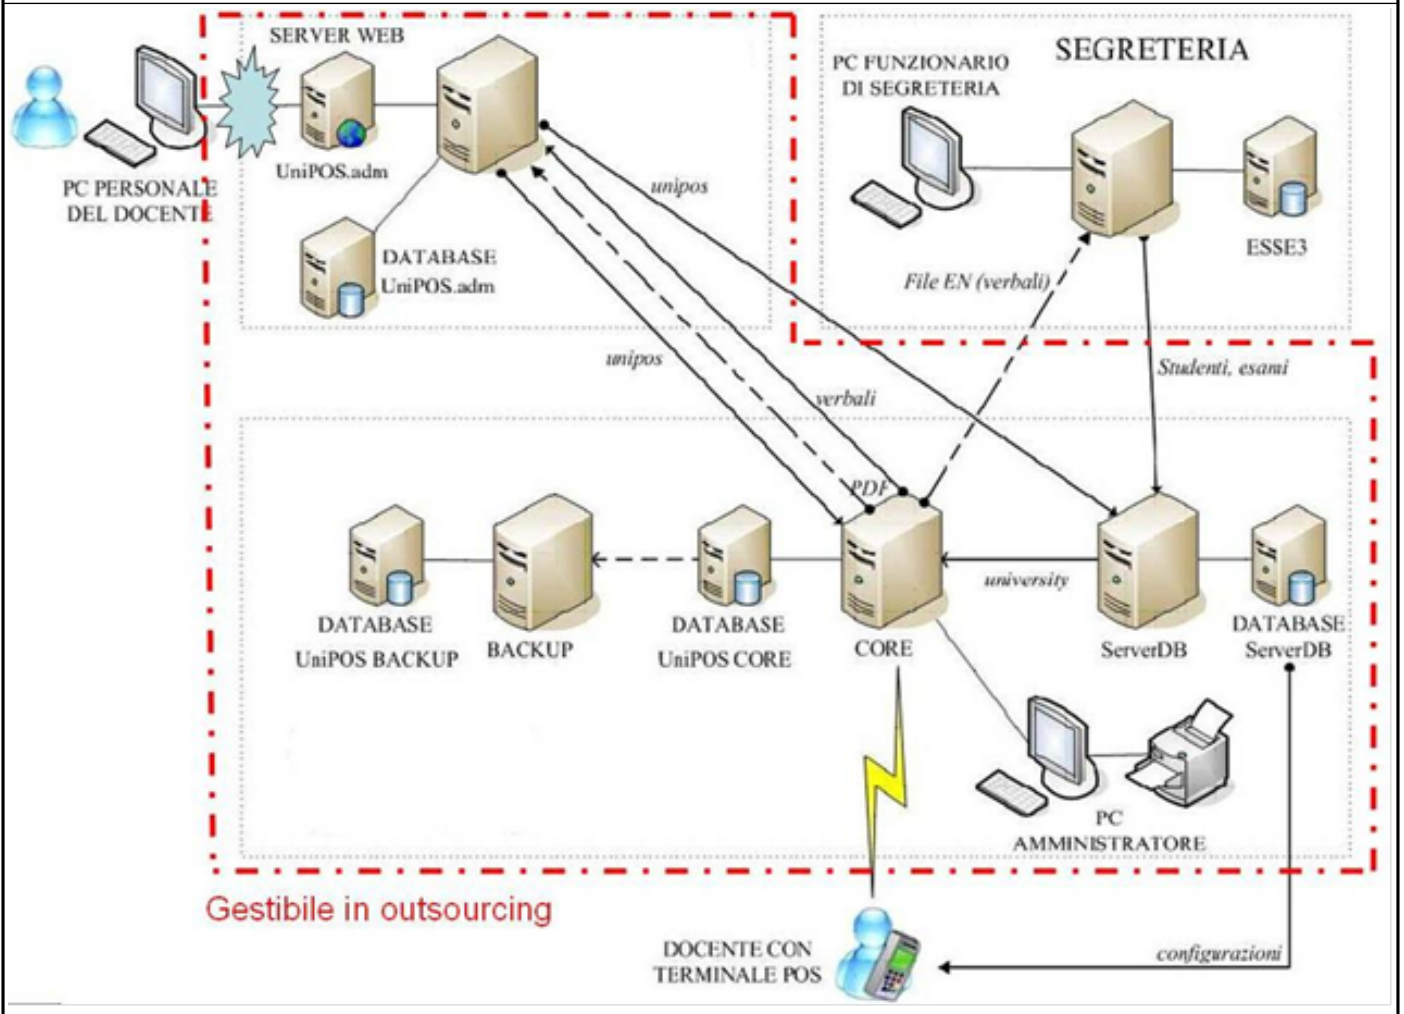 SERVER WEB
UniPOS.adm
PC PERSONALE
DEL DOCENTE
DATABASE
UniPOS.adm
SEGRETERIA
PC FUNZIONARIO
DI SEGRETERIA
ESSE3
unipos
File EN (verbali)
unipos
verbali
Studenti, esami
PDF
university
DATABASE
UniPOS BACKUP
BACKUP
DATABASE
UniPOS CORE
CORE
ServerDB
DATABASE
ServerDB
PC
AMMINISTRATORE
Gestibile in outsourcing
DOCENTE CON
TERMINALE POS
configurazioni